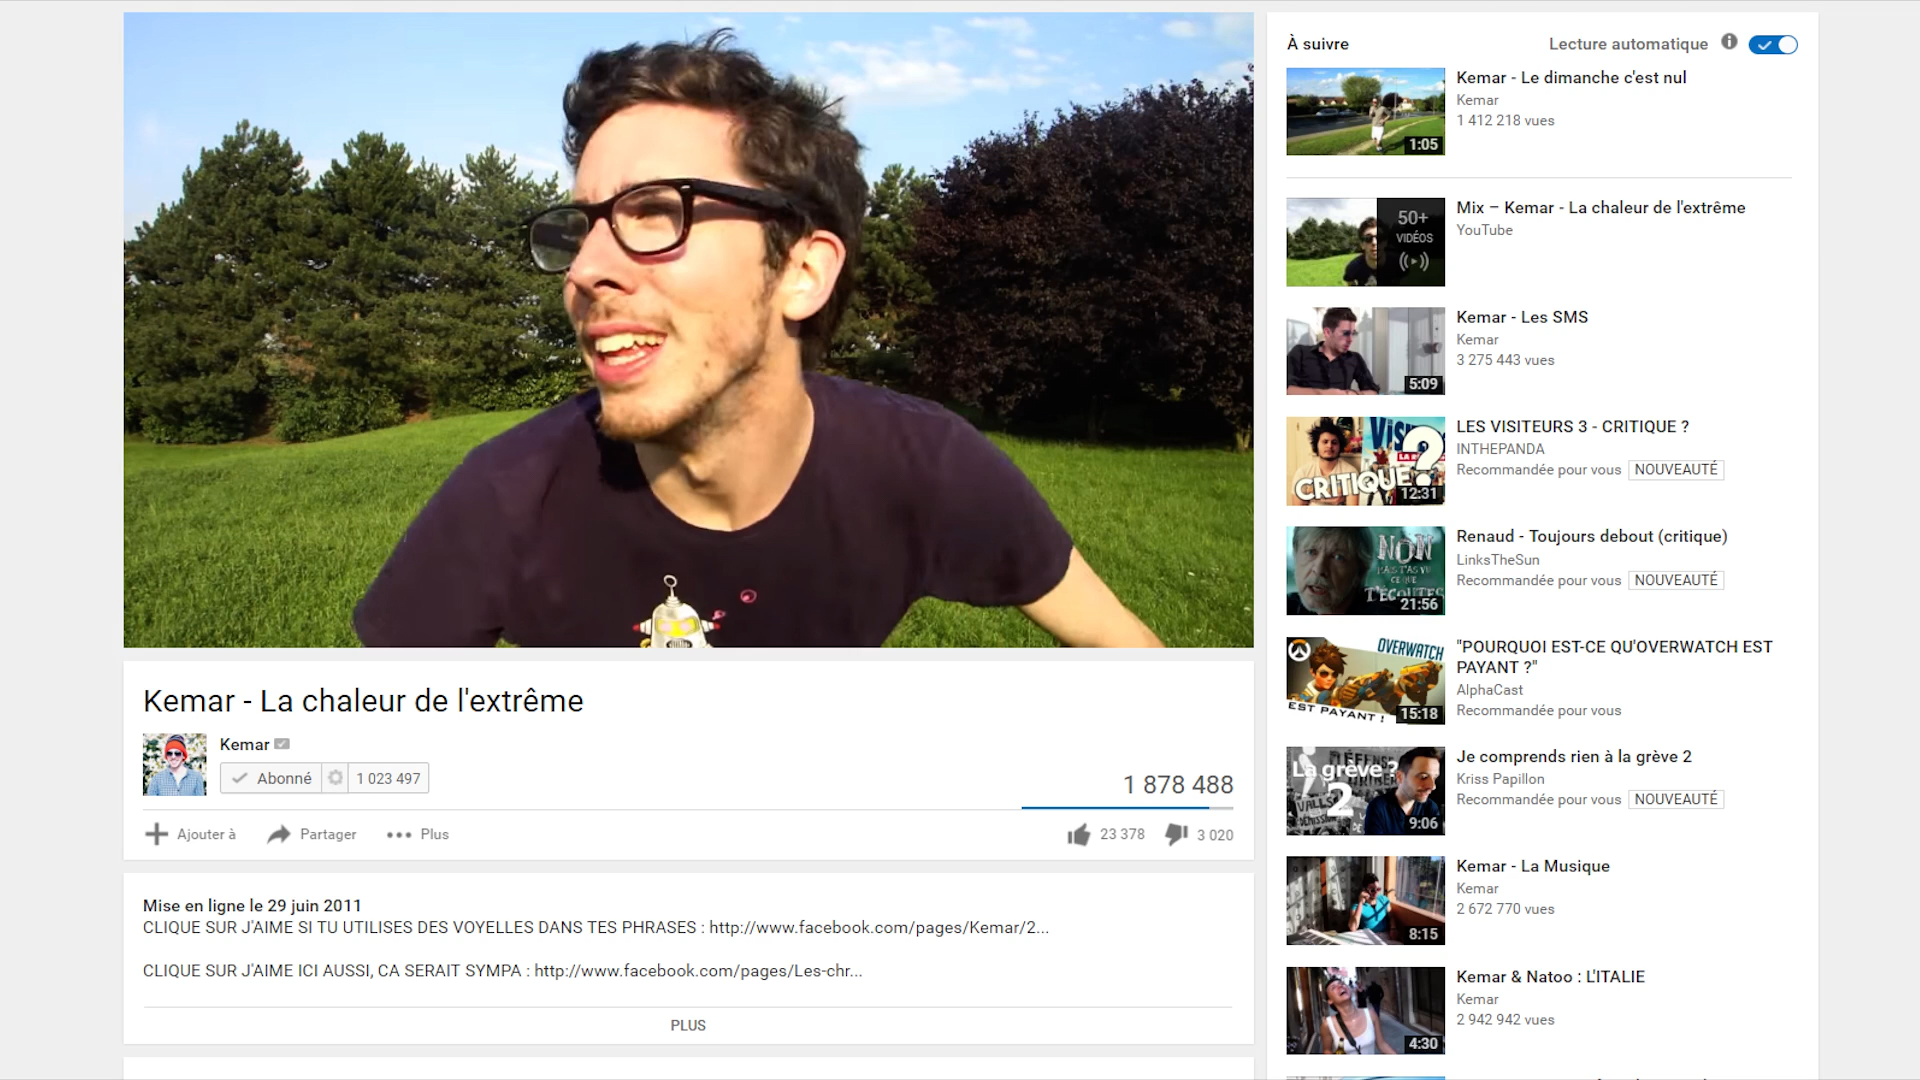 Kemar - La chaleur de l'extrême
Kemar
Abonné 1 023 497
1 878 488
Ajouter à Partager Plus 23 378 3 020
Mise en ligne le 29 juin 2011
CLIQUE SUR J'AIME SI TU UTILISES DES VOYELLES DANS TES PHRASES : http://www.facebook.com/pages/Kemar/2...
CLIQUE SUR J'AIME ICI AUSSI, CA SERAIT SYMPA : http://www.facebook.com/pages/Les-chr...
PLUS
À suivre Lecture automatique
1:05
Kemar - Le dimanche c'est nul
Kemar
1 412 218 vues
50+
VIDÉOS
Mix – Kemar - La chaleur de l'extrême
YouTube
5:09
Kemar - Les SMS
Kemar
3 275 443 vues
VISI
CRITIQUE ?
12:31
LES VISITEURS 3 - CRITIQUE ?
INTHEPANDA
Recommandée pour vous NOUVEAUTÉ
NON
MAIS T'AS VU
CE QUE
T'ECOUTES
21:56
Renaud - Toujours debout (critique)
LinksTheSun
Recommandée pour vous NOUVEAUTÉ
OVERWATCH
EST PAYANT !
15:18
"POURQUOI EST-CE QU'OVERWATCH EST
PAYANT ?"
AlphaCast
Recommandée pour vous
La grève ?
2
VALLS
DÉMISSION
9:06
Je comprends rien à la grève 2
Kriss Papillon
Recommandée pour vous NOUVEAUTÉ
8:15
Kemar - La Musique
Kemar
2 672 770 vues
4:30
Kemar & Natoo : L'ITALIE
Kemar
2 942 942 vues